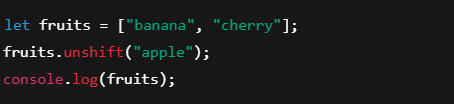 let fruits = ["banana", "cherry"];
fruits.unshift("apple");
console.log(fruits);